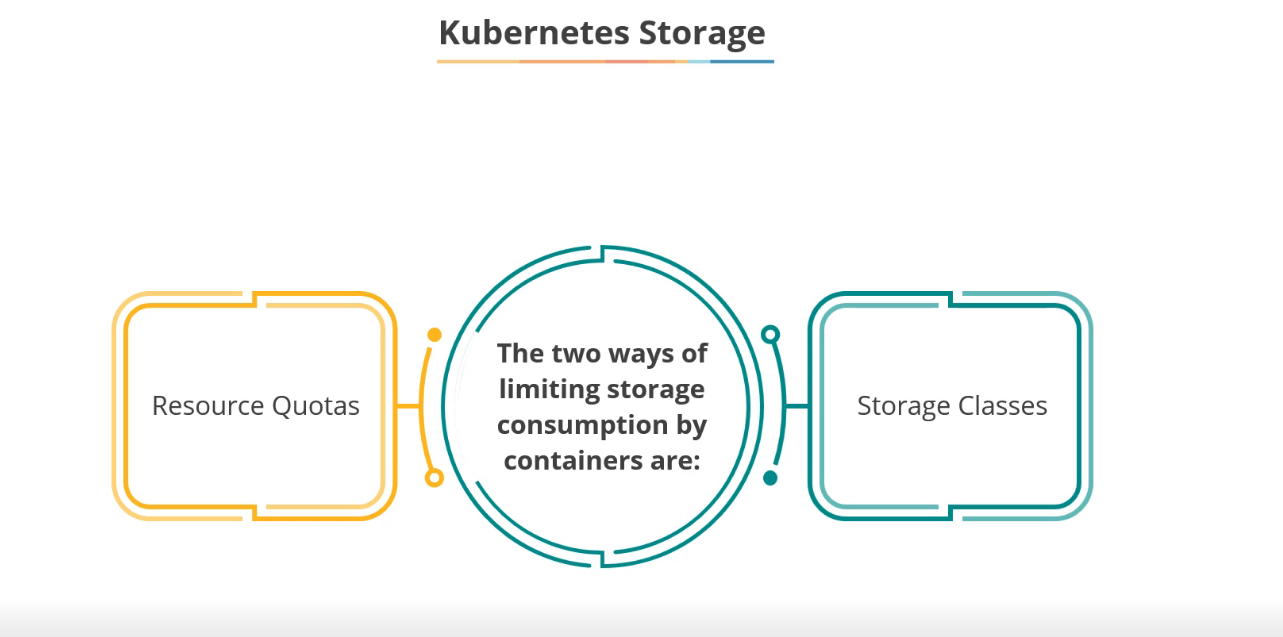 Kubernetes Storage
The two ways of
limiting storage
consumption by
containers are:
Resource Quotas
Storage Classes